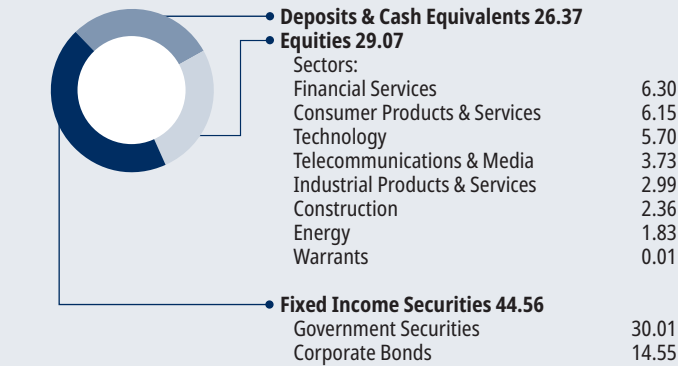 Deposits & Cash Equivalents 26.37
Equities 29.07
Sectors:
Financial Services 6.30
Consumer Products & Services 6.15
Technology 5.70
Telecommunications & Media 3.73
Industrial Products & Services 2.99
Construction 2.36
Energy 1.83
Warrants 0.01
Fixed Income Securities 44.56
Government Securities 30.01
Corporate Bonds 14.55